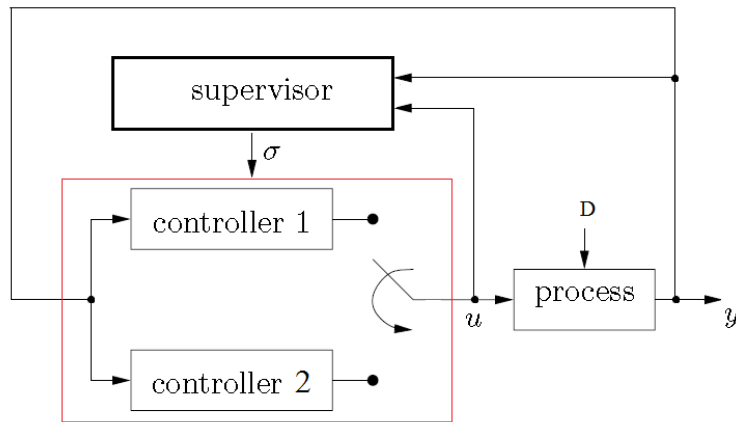 supervisor
σ
controller 1
D
process
u
y
controller 2